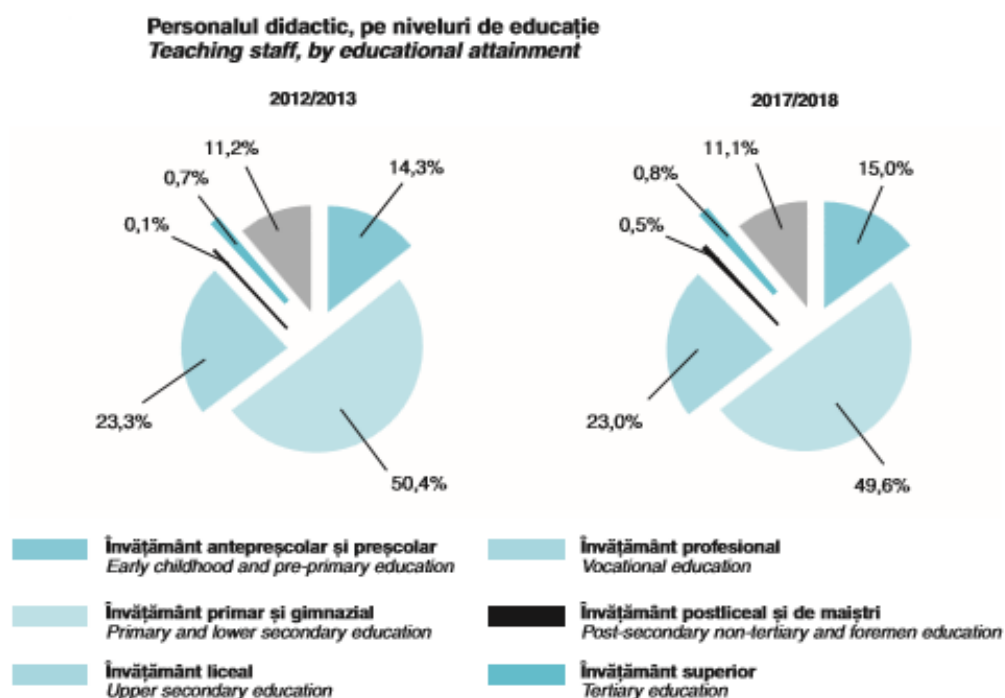 Personalul didactic, pe niveluri de educație
Teaching staff, by educational attainment
2012/2013
2017/2018
11,2%
14,3%
0,7%
0,1%
23,3%
50,4%
11,1%
15,0%
0,8%
0,5%
23,0%
49,6%
Învățământ antepreșcolar și preșcolar
Early childhood and pre-primary education
Învățământ profesional
Vocational education
Învățământ primar și gimnazial
Primary and lower secondary education
Învățământ postliceal și de maiștri
Post-secondary non-tertiary and foremen education
Învățământ liceal
Upper secondary education
Învățământ superior
Tertiary education